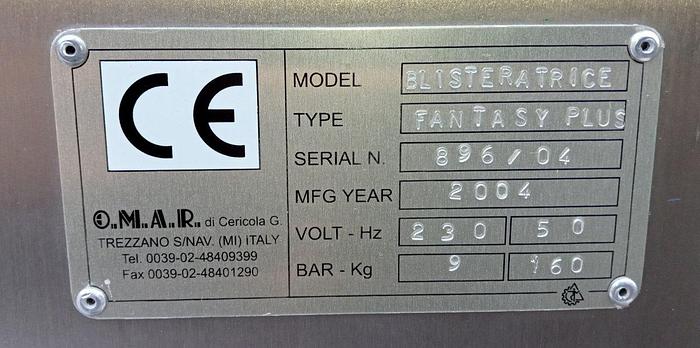 CE
O.M.A.R. di Cericola G.
TREZZANO S/NAV. (MI) ITALY
Tel. 0039-02-48409399
Fax 0039-02-48401290
MODEL BLISTERATRICE
TYPE FANTASY PLUS
SERIAL N. 896/04
MFG YEAR 2004
VOLT - Hz 230 50
BAR - Kg 9 160